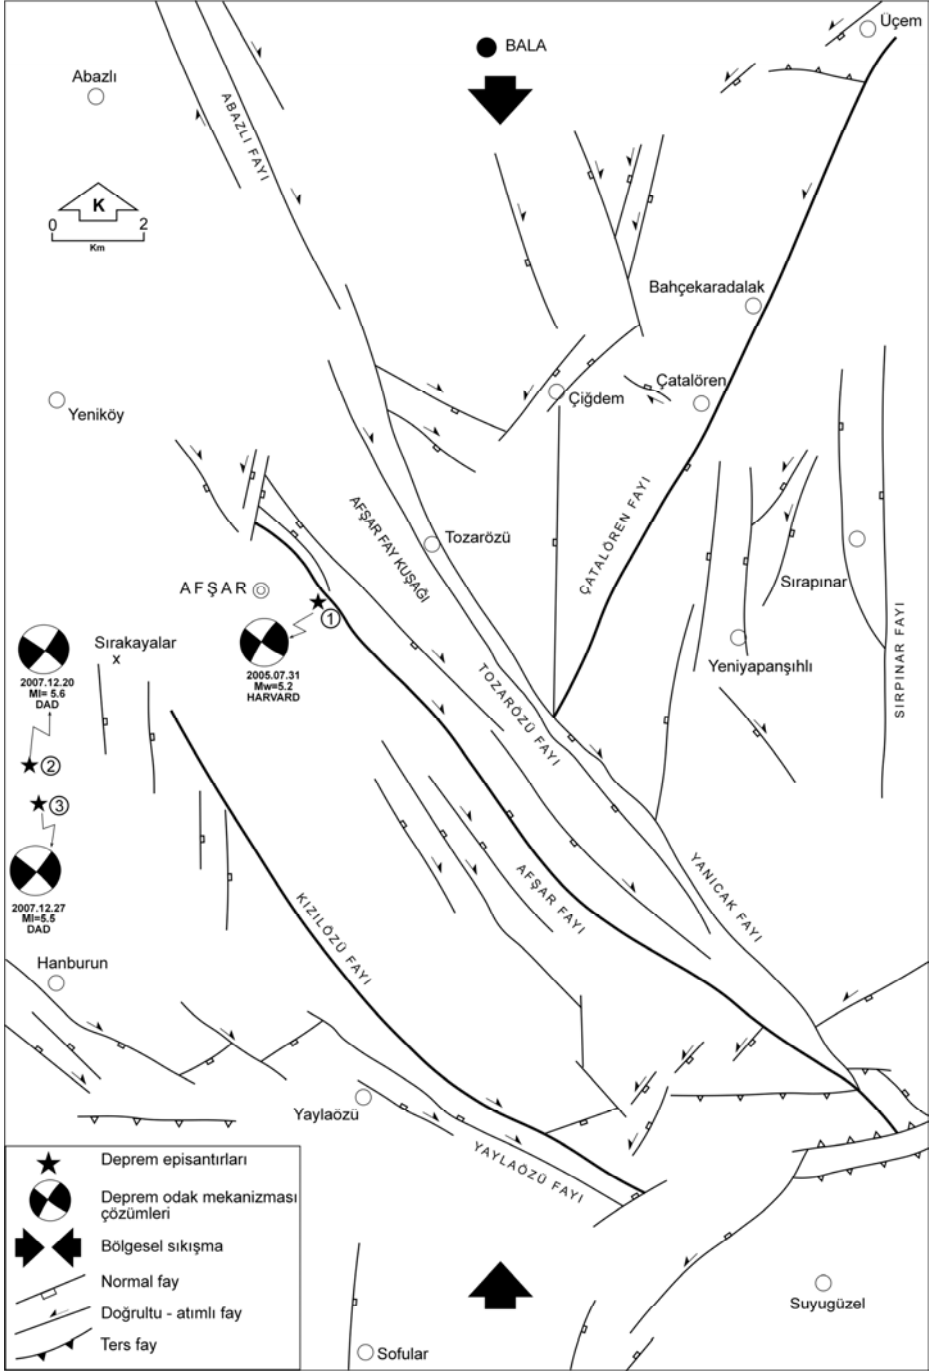 Üçem
BALA
Abazlı
ABAZLI FAYI
K
0 2
Km
Bahçekaradalak
Çatalören
Çiğdem
Yeniköy
AFŞAR FAY KUŞAĞI
Tozarözü
ÇATALÖREN FAYI
Sırapınar
AFŞAR
1
Sırakayalar
x
2007.12.20
Ml= 5.6
DAD
2005.07.31
Mw=5.2
HARVARD
Yeniyapanşıhlı
SIRPINAR FAYI
TOZARÖZÜ FAYI
2
3
2007.12.27
Ml=5.5
DAD
KIZILÖZÜ FAYI
AFŞAR FAYI
YANICAK FAYI
Hanburun
Yaylaözü
YAYLAÖZÜ FAYI
Deprem episantırları
Deprem odak mekanizması
çözümleri
Bölgesel sıkışma
Normal fay
Doğrultu - atımlı fay
Ters fay
Suyugüzel
Sofular